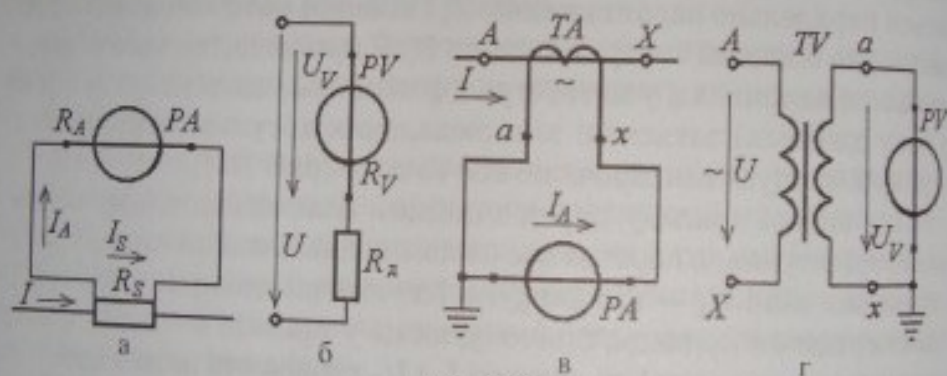 R_A PA
I_A
I_S
I R_S
а
U_V PV
R_V
U
R_д
б
A TA X
I ~
a x
I_A
PA
в
A TV a
PV
~ U
U_V
X x
г